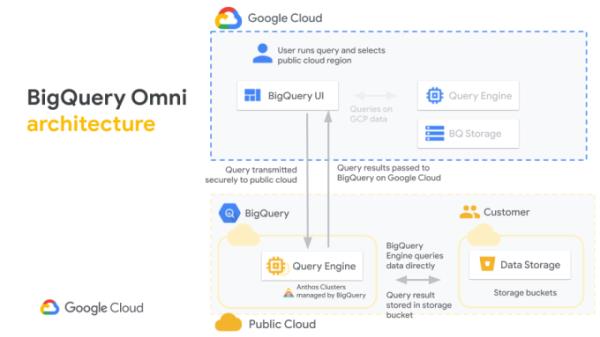 Google Cloud
User runs query and selects
public cloud region
BigQuery Omni
architecture
BigQuery UI
Queries on
GCP data
Query Engine
BQ Storage
Query transmitted
securely to public cloud
Query results passed to
BigQuery on Google Cloud
BigQuery
Customer
Query Engine
Anthos Clusters
managed by BigQuery
BigQuery
Engine queries
data directly
Query result
stored in storage
bucket
Data Storage
Storage buckets
Google Cloud
Public Cloud